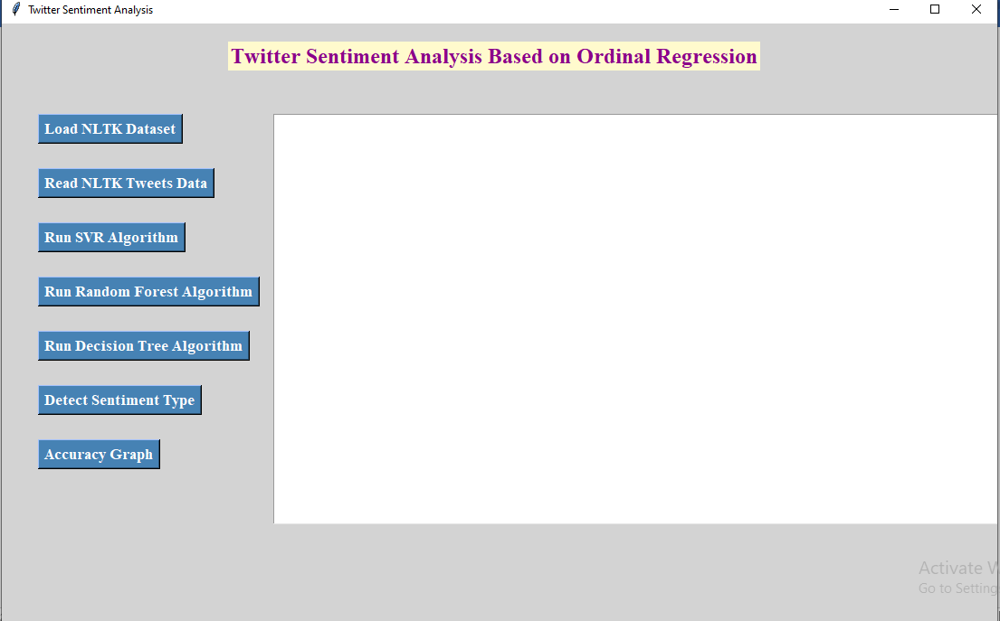 Twitter Sentiment Analysis
Twitter Sentiment Analysis Based on Ordinal Regression
Load NLTK Dataset
Read NLTK Tweets Data
Run SVR Algorithm
Run Random Forest Algorithm
Run Decision Tree Algorithm
Detect Sentiment Type
Accuracy Graph
Activate W
Go to Setting